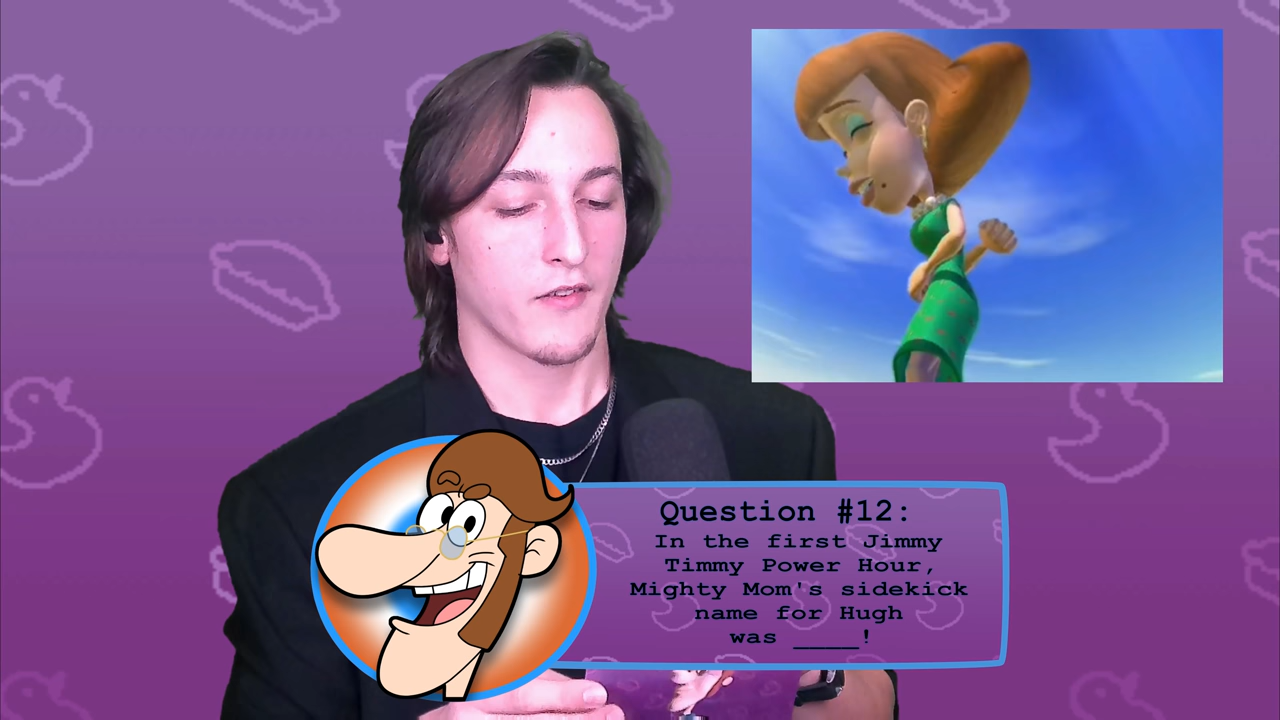 Question #12:
In the first Jimmy
Timmy Power Hour,
Mighty Mom's sidekick
name for Hugh
was ____!